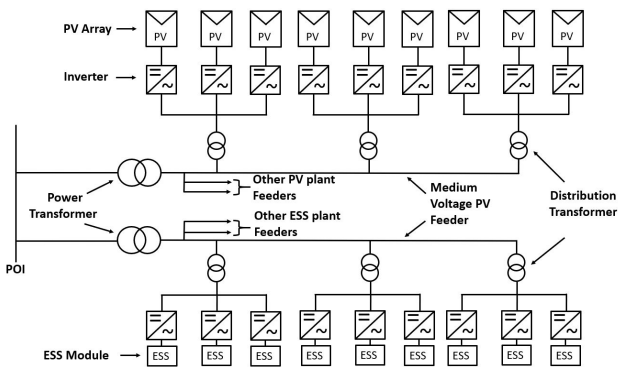 PV Array
PV PV PV PV PV PV PV PV PV
Inverter
Other PV plant
Feeders
Power
Transformer
Medium
Voltage PV
Feeder
Distribution
Transformer
Other ESS plant
Feeders
POI
ESS Module
ESS ESS ESS ESS ESS ESS ESS ESS ESS